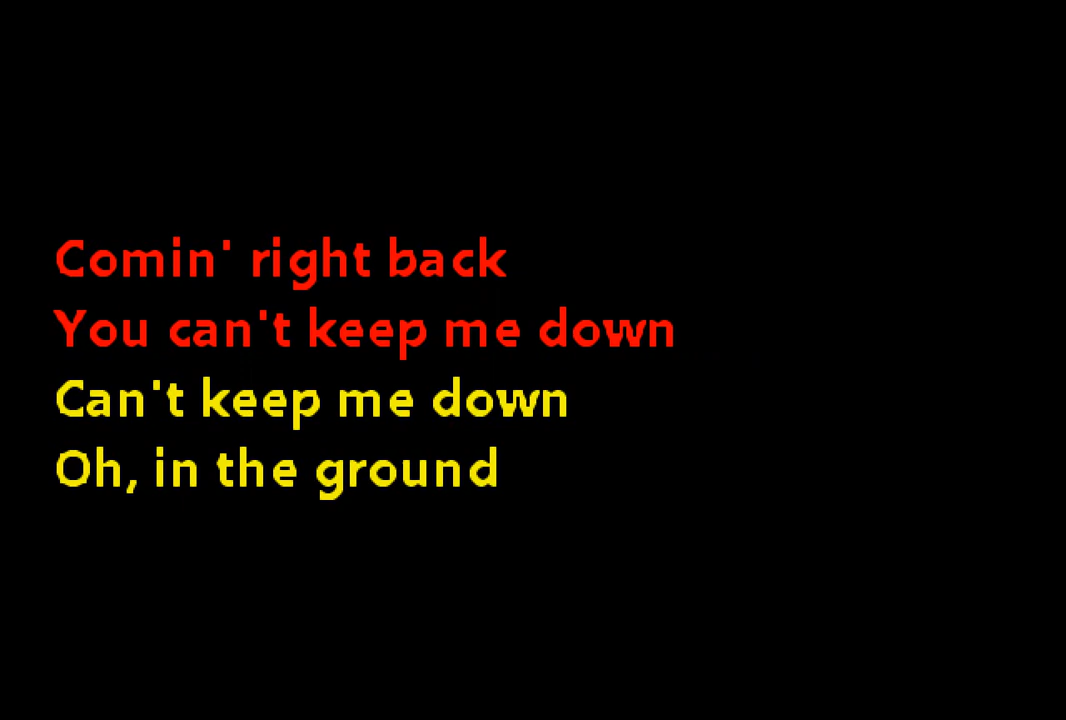 Comin' right back
You can't keep me down
Can't keep me down
Oh, in the ground